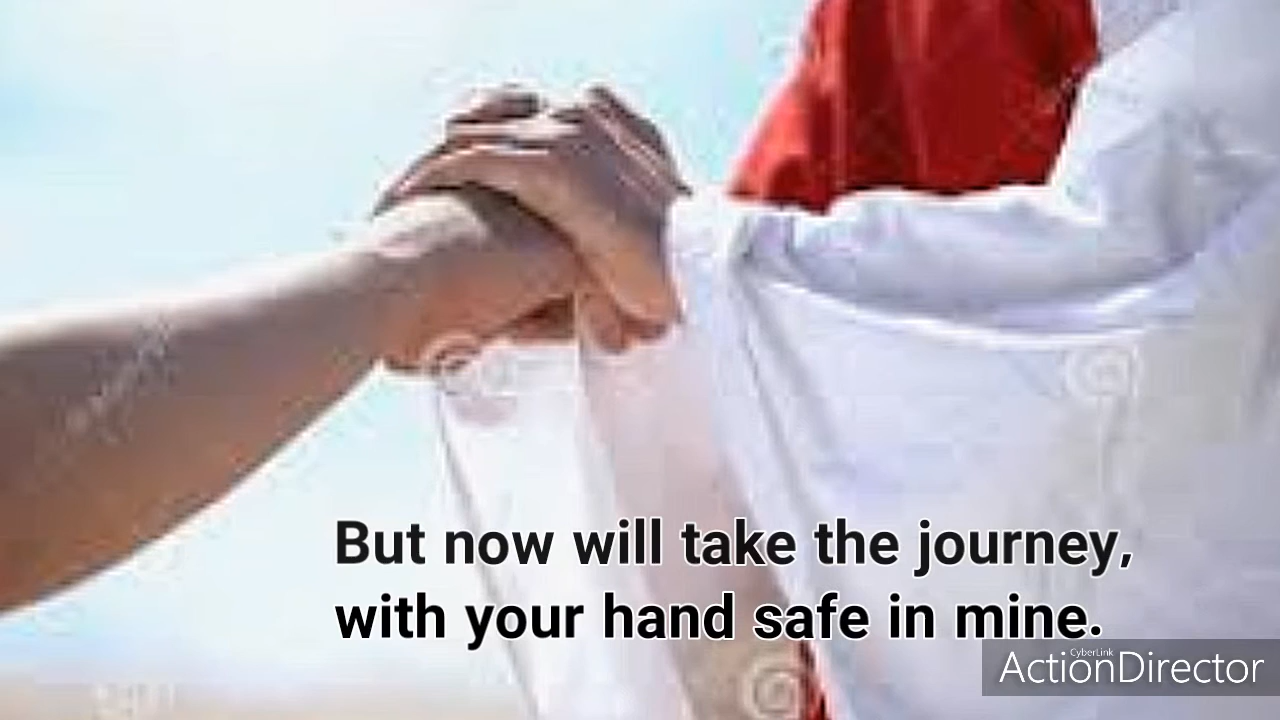 But now will take the journey,
with your hand safe in mine.
CyberLink
ActionDirector